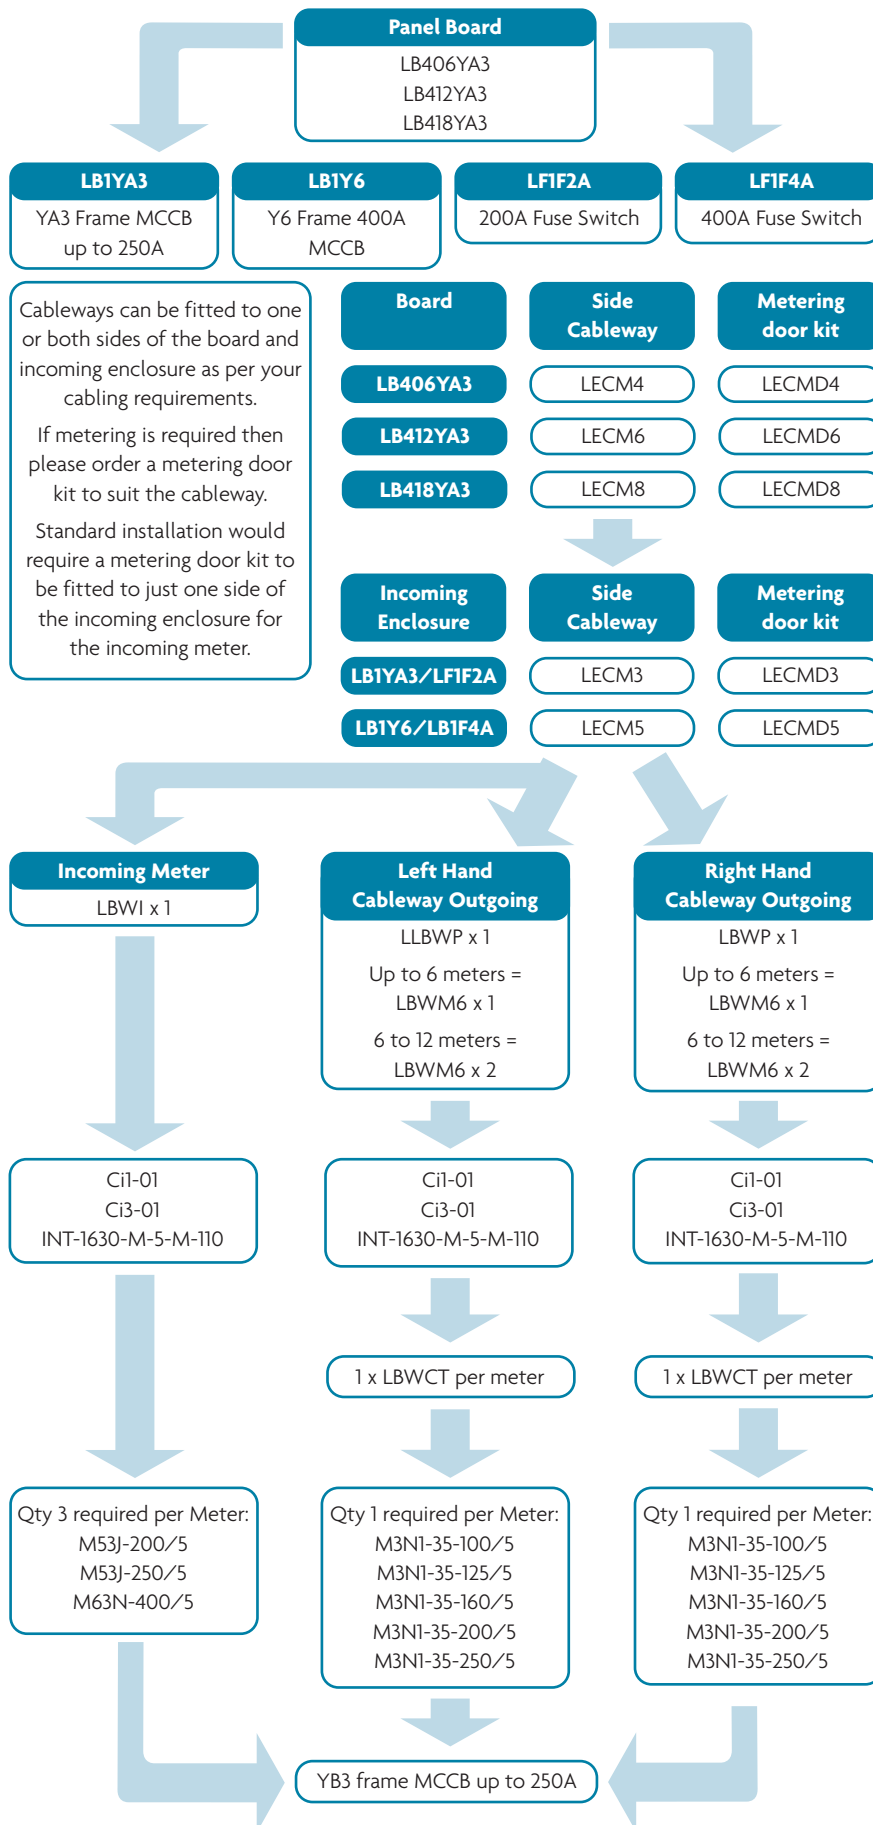 Panel Board
LB406YA3
LB412YA3
LB418YA3
LB1YA3
YA3 Frame MCCB
up to 250A
LB1Y6
Y6 Frame 400A
MCCB
LF1F2A
200A Fuse Switch
LF1F4A
400A Fuse Switch
Cableways can be fitted to one
or both sides of the board and
incoming enclosure as per your
cabling requirements.
If metering is required then
please order a metering door
kit to suit the cableway.
Standard installation would
require a metering door kit to
be fitted to just one side of
the incoming enclosure for
the incoming meter.
Board
Side
Cableway
Metering
door kit
LB406YA3
LECM4
LECMD4
LB412YA3
LECM6
LECMD6
LB418YA3
LECM8
LECMD8
Incoming
Enclosure
Side
Cableway
Metering
door kit
LB1YA3/LF1F2A
LECM3
LECMD3
LB1Y6/LB1F4A
LECM5
LECMD5
Incoming Meter
LBWI x 1
Left Hand
Cableway Outgoing
LLBWP x 1
Up to 6 meters =
LBWM6 x 1
6 to 12 meters =
LBWM6 x 2
Right Hand
Cableway Outgoing
LBWP x 1
Up to 6 meters =
LBWM6 x 1
6 to 12 meters =
LBWM6 x 2
Ci1-01
Ci3-01
INT-1630-M-5-M-110
Ci1-01
Ci3-01
INT-1630-M-5-M-110
Ci1-01
Ci3-01
INT-1630-M-5-M-110
1 x LBWCT per meter
1 x LBWCT per meter
Qty 3 required per Meter:
M53J-200/5
M53J-250/5
M63N-400/5
Qty 1 required per Meter:
M3N1-35-100/5
M3N1-35-125/5
M3N1-35-160/5
M3N1-35-200/5
M3N1-35-250/5
Qty 1 required per Meter:
M3N1-35-100/5
M3N1-35-125/5
M3N1-35-160/5
M3N1-35-200/5
M3N1-35-250/5
YB3 frame MCCB up to 250A